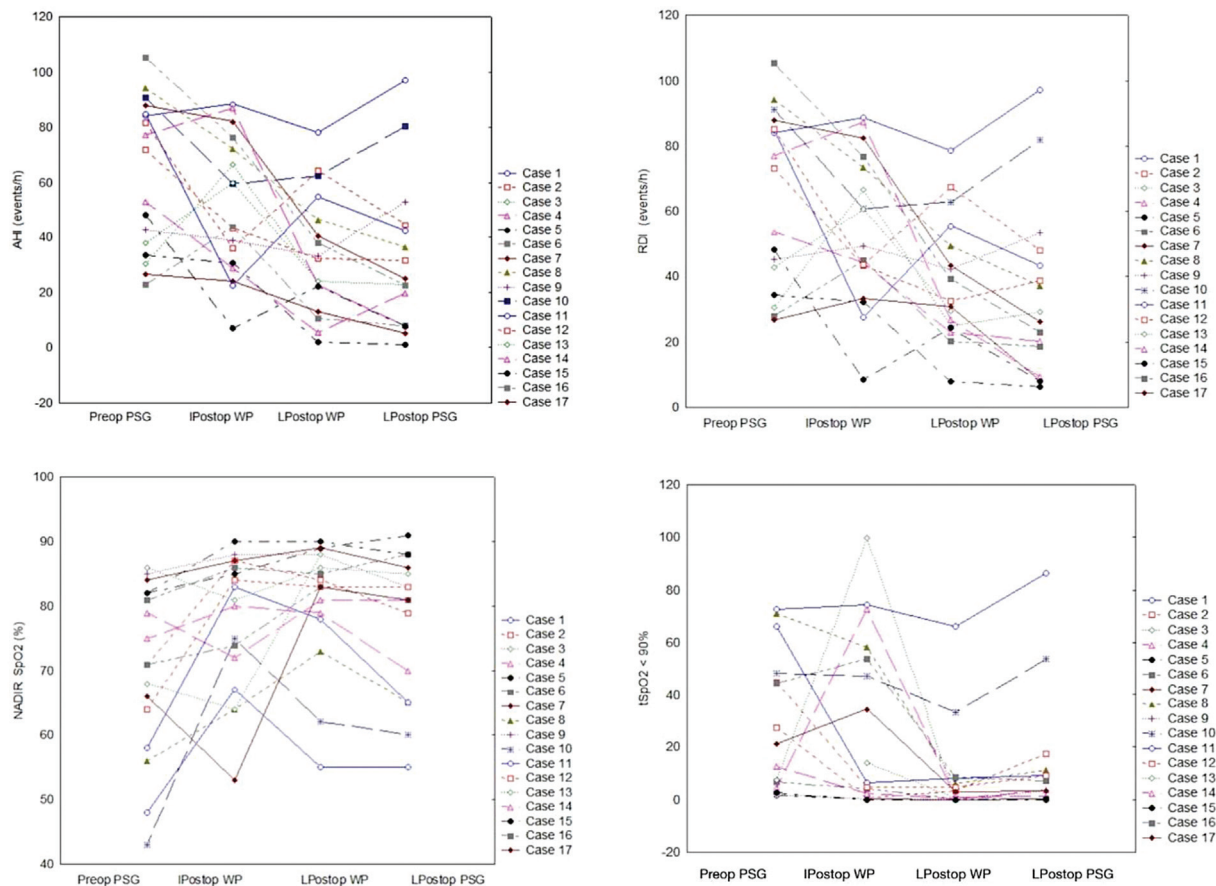 120
100
80
60
40
20
0
-20
AHI (events/h)
Preop PSG
IPostop WP
LPostop WP
LPostop PSG
Case 1
Case 2
Case 3
Case 4
Case 5
Case 6
Case 7
Case 8
Case 9
Case 10
Case 11
Case 12
Case 13
Case 14
Case 15
Case 16
Case 17
120
100
80
60
40
20
0
RDI (events/h)
Preop PSG
IPostop WP
LPostop WP
LPostop PSG
Case 1
Case 2
Case 3
Case 4
Case 5
Case 6
Case 7
Case 8
Case 9
Case 10
Case 11
Case 12
Case 13
Case 14
Case 15
Case 16
Case 17
100
90
80
70
60
50
40
NADIR SpO2 (%)
Preop PSG
IPostop WP
LPostop WP
LPostop PSG
Case 1
Case 2
Case 3
Case 4
Case 5
Case 6
Case 7
Case 8
Case 9
Case 10
Case 11
Case 12
Case 13
Case 14
Case 15
Case 16
Case 17
120
100
80
60
40
20
0
-20
tSpO2 < 90%
Preop PSG
IPostop WP
LPostop WP
LPostop PSG
Case 1
Case 2
Case 3
Case 4
Case 5
Case 6
Case 7
Case 8
Case 9
Case 10
Case 11
Case 12
Case 13
Case 14
Case 15
Case 16
Case 17